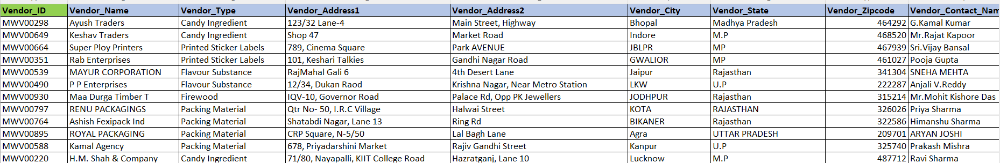 Vendor_ID Vendor_Name Vendor_Type Vendor_Address1 Vendor_Address2 Vendor_City Vendor_State Vendor_Zipcode Vendor_Contact_Nam
MWV00298 Ayush Traders Candy Ingredient 123/32 Lane-4 Main Street, Highway Bhopal Madhya Pradesh 464292 G.Kamal Kumar
MWV00649 Keshav Traders Candy Ingredient Shop 47 Market Road Indore M.P 468520 Mr.Rajat Kapoor
MWV00664 Super Ploy Printers Printed Sticker Labels 789, Cinema Square Park AVENUE JBLPR MP 467939 Sri.Vijay Bansal
MWV00351 Rab Enterprises Printed Sticker Labels 101, Keshari Talkies Gandhi Nagar Road GWALIOR MP 461027 Pooja Gupta
MWV00539 MAYUR CORPORATION Flavour Substance RajMahal Gali 6 4th Desert Lane Jaipur Rajasthan 341304 SNEHA MEHTA
MWV00490 P P Enterprises Flavour Substance 12/34, Dukan Raod Krishna Nagar, Near Metro Station LKW U.P 222287 Anjali V.Reddy
MWV00930 Maa Durga Timber T Firewood IQV-10, Governor Road Palace Rd, Opp PK Jewellers JODHPUR Rajasthan 315214 Mr.Mohit Kishore Das
MWV00797 RENU PACKAGINGS Packing Material Qtr No- 50, I.R.C Village Halwai Street KOTA RAJASTHAN 326026 Priya Sharma
MWV00764 Ashish Fexipack Ind Packing Material Shatabdi Nagar, Lane 13 Ring Rd BIKANER Rajasthan 322586 Himanshu Sharma
MWV00895 ROYAL PACKAGING Packing Material CRP Square, N-5/50 Lal Bagh Lane Agra UTTAR PRADESH 209701 ARYAN JOSHI
MWV00588 Kamal Agency Packing Material 678, Priyadarshini Market Rajiv Gandhi Street Kanpur U.P 325740 Prakash Mishra
MWV00220 H.M. Shah & Company Candy Ingredient 71/80, Nayapalli, KIIT College Road Hazratganj, Lane 10 Lucknow M.P 487712 Ravi Sharma